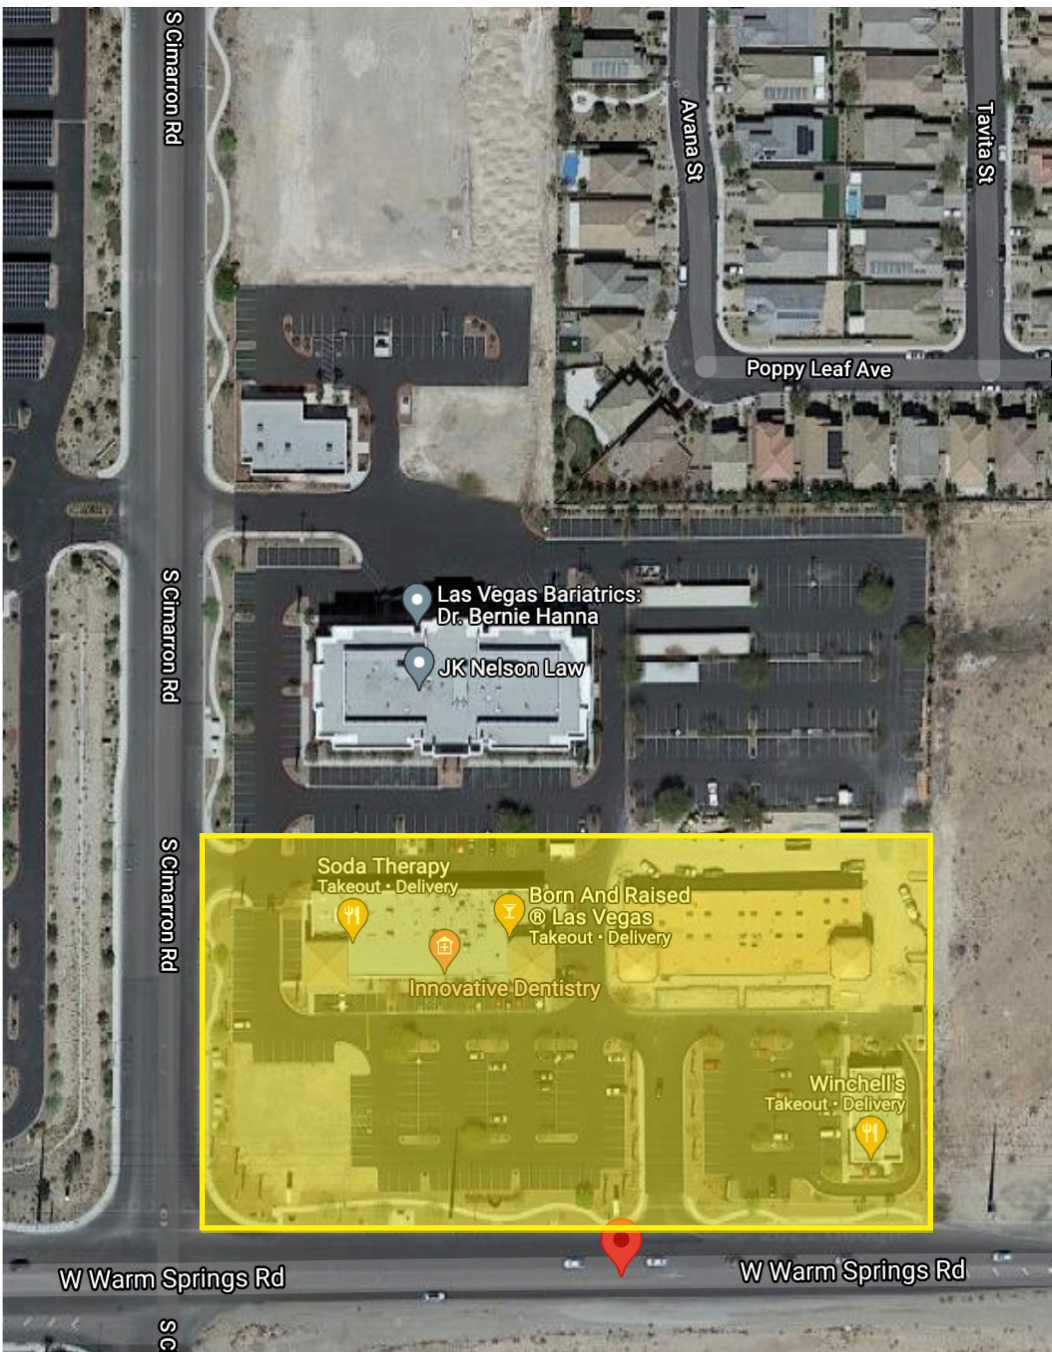 S Cimarron Rd
Avana St
Tavita St
Poppy Leaf Ave
S Cimarron Rd
Las Vegas Bariatrics:
Dr. Bernie Hanna
JK Nelson Law
S Cimarron Rd
Soda Therapy
Takeout • Delivery
Born And Raised
® Las Vegas
Takeout • Delivery
Innovative Dentistry
Winchell's
Takeout • Delivery
W Warm Springs Rd
W Warm Springs Rd
S C